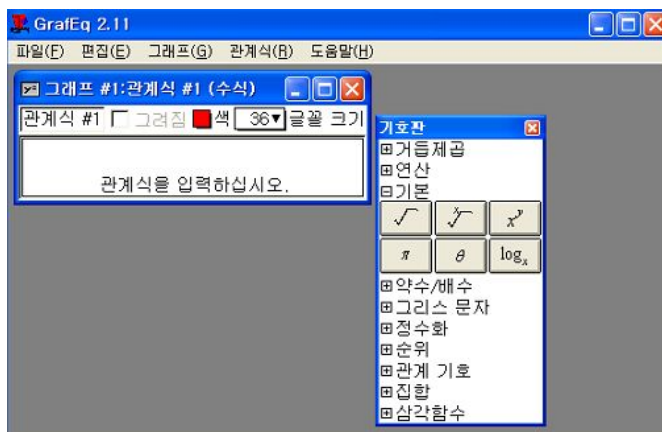 GrafEq 2.11
파일(F) 편집(E) 그래프(G) 관계식(R) 도움말(H)
그래프 #1:관계식 #1 (수식)
관계식 #1 그려짐 색 36 글꼴 크기
관계식을 입력하십시오.
기호판
거듭제곱
연산
기본
√ ˣ√ xʸ
π θ logₓ
약수/배수
그리스 문자
정수화
순위
관계 기호
집합
삼각함수